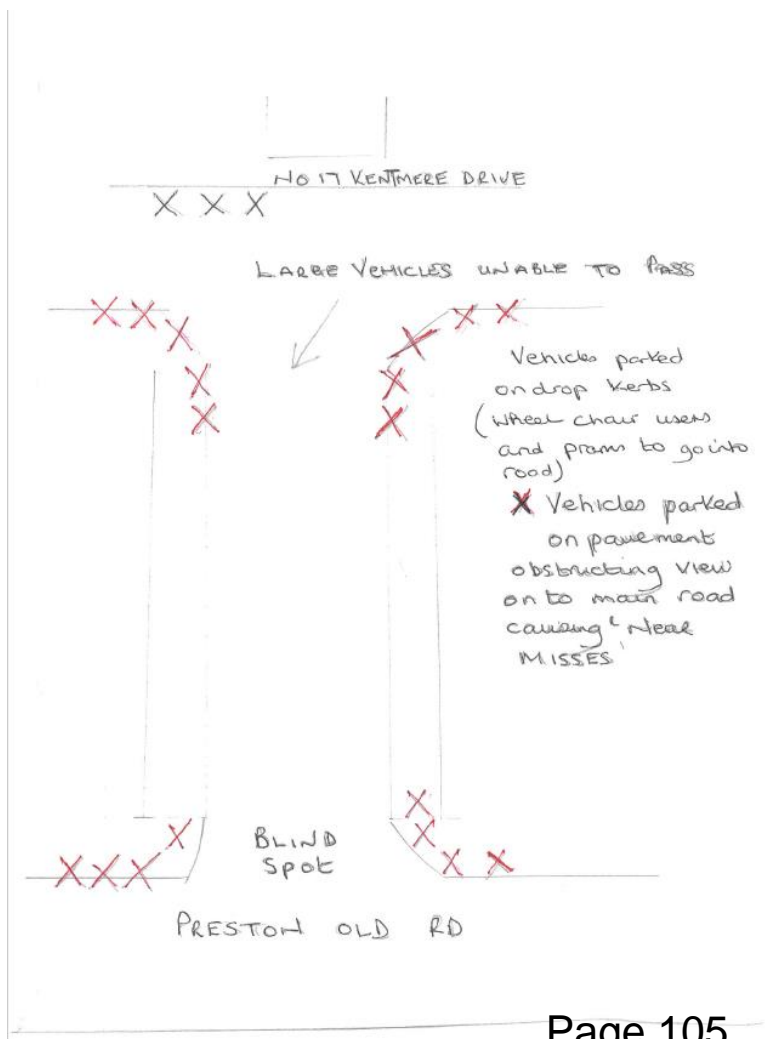 NO 17 KENTMERE DRIVE
X X X
LARGE VEHICLES UNABLE TO PASS
Vehicles parked
on drop kerbs
(wheel chair users
and prams to go into
road)
X Vehicles parked
on pavement
obstructing view
on to main road
causing 'Near
MISSES'
BLIND
Spot
PRESTON OLD RD
Page 105